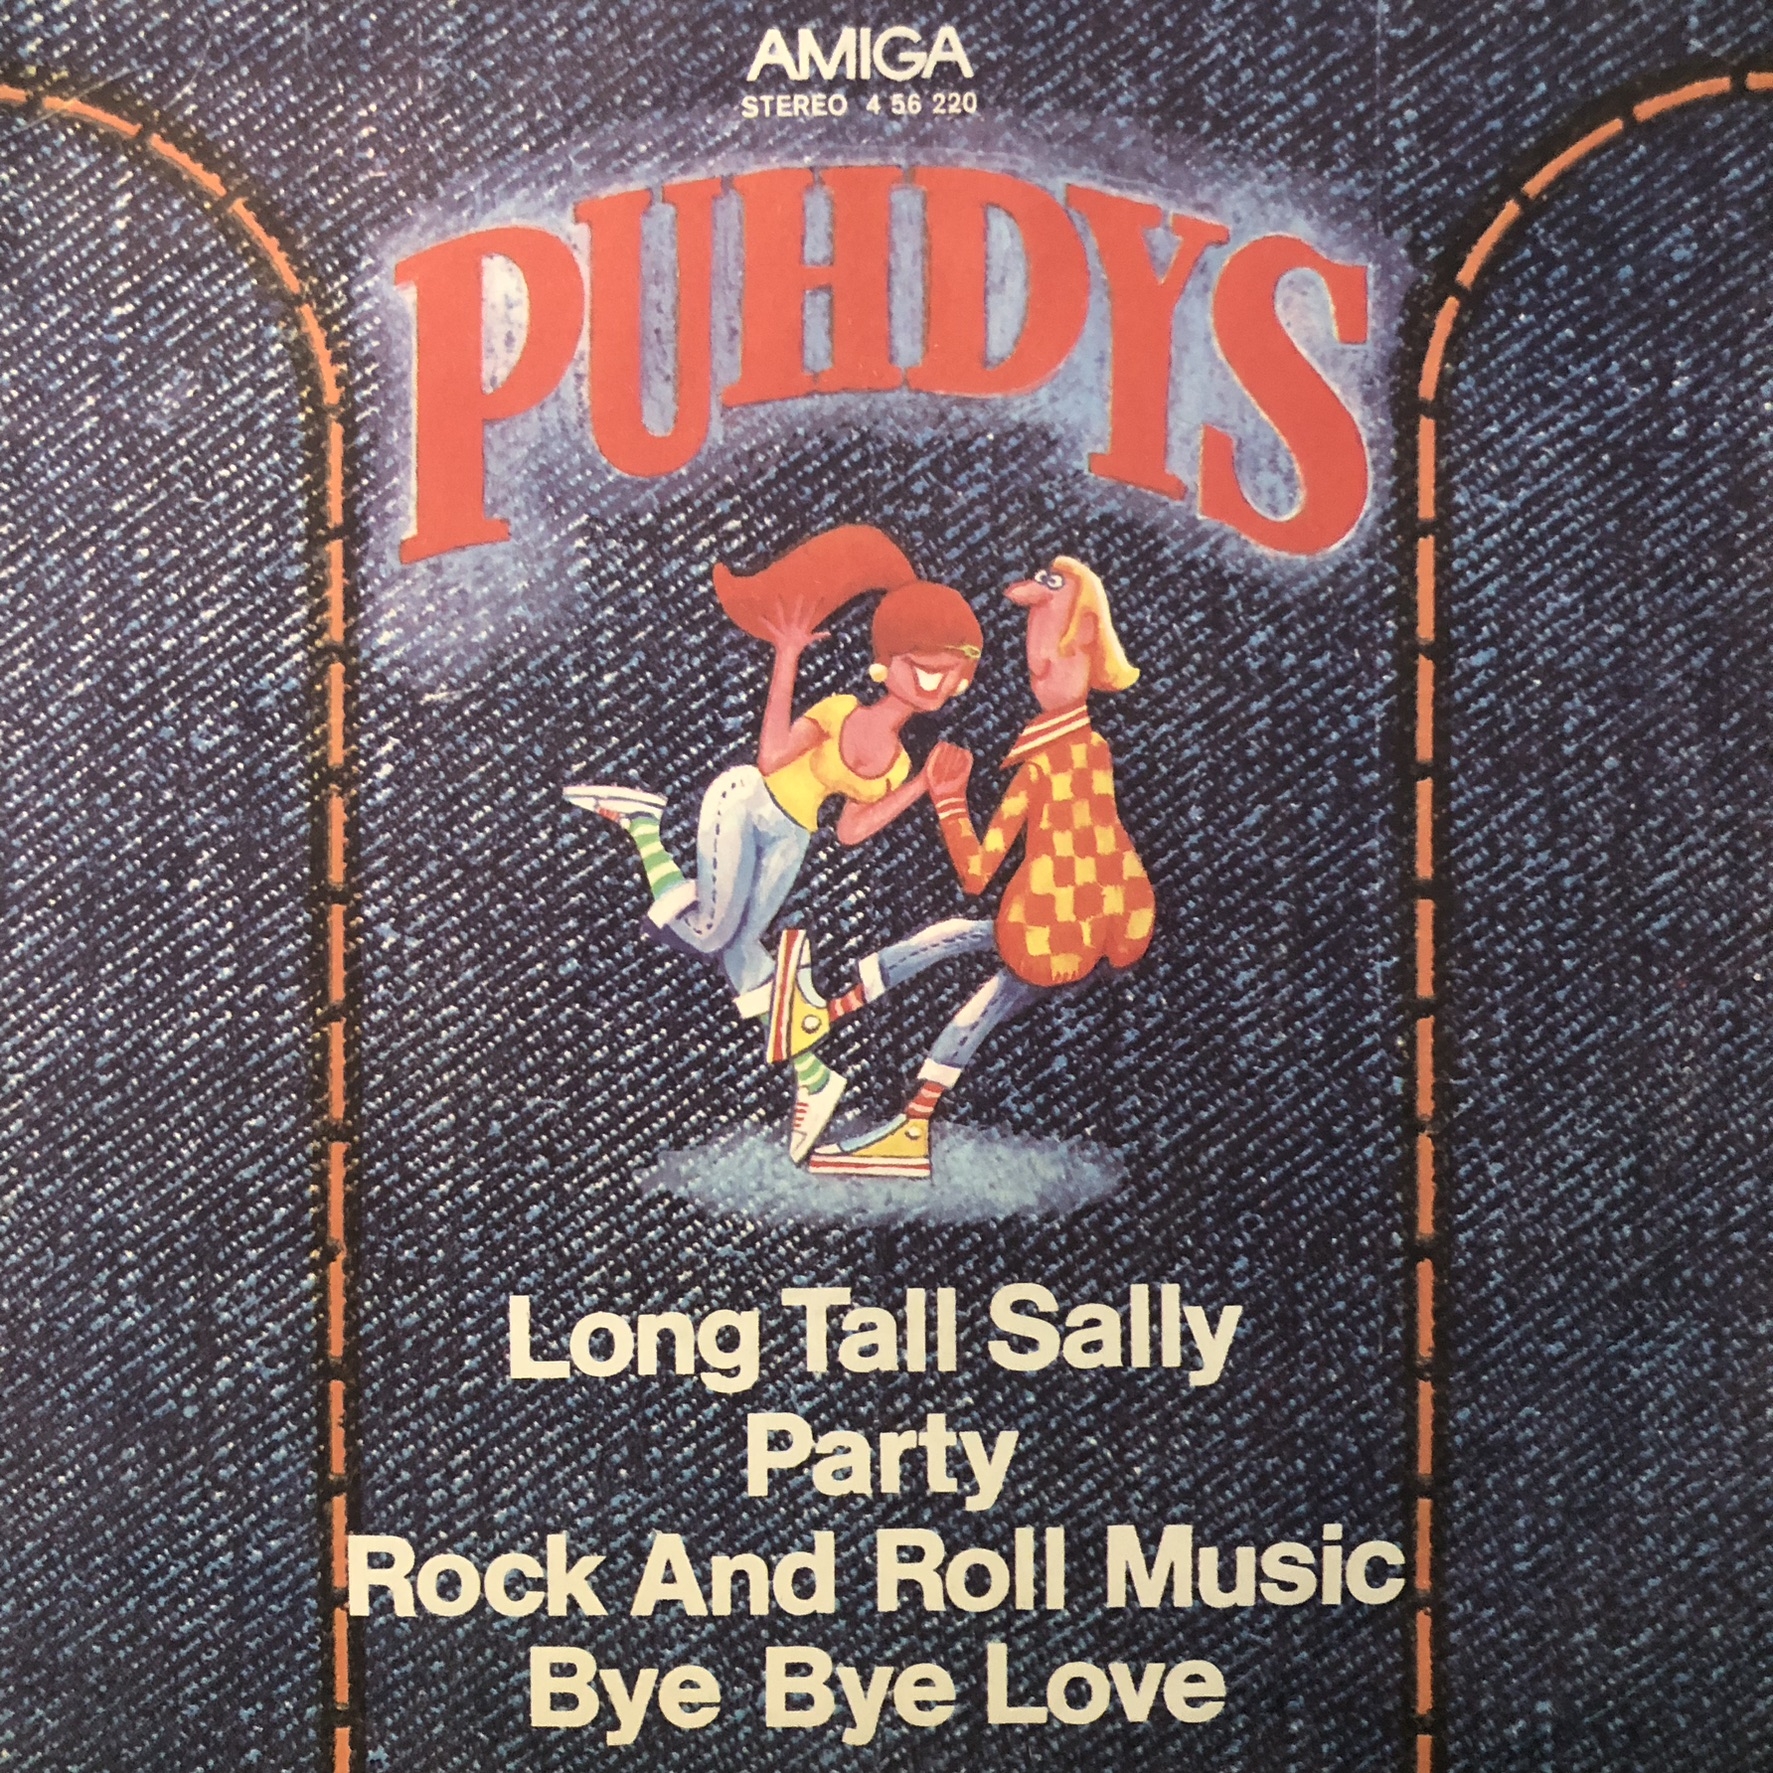 AMIGA
STEREO 4 56 220
PUHDYS
Long Tall Sally
Party
Rock And Roll Music
Bye Bye Love